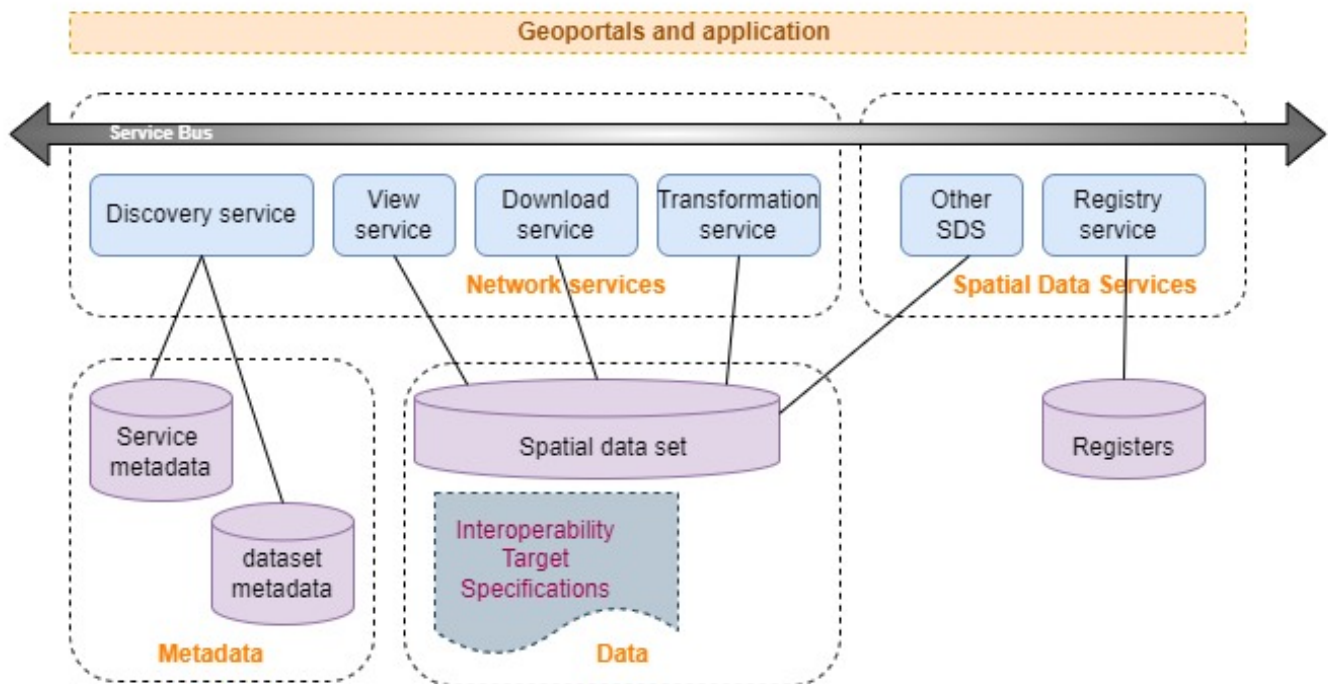 Geoportals and application
Service Bus
Discovery service
View
service
Download
service
Transformation
service
Other
SDS
Registry
service
Network services
Spatial Data Services
Service
metadata
Spatial data set
Registers
dataset
metadata
Interoperability
Target
Specifications
Metadata
Data